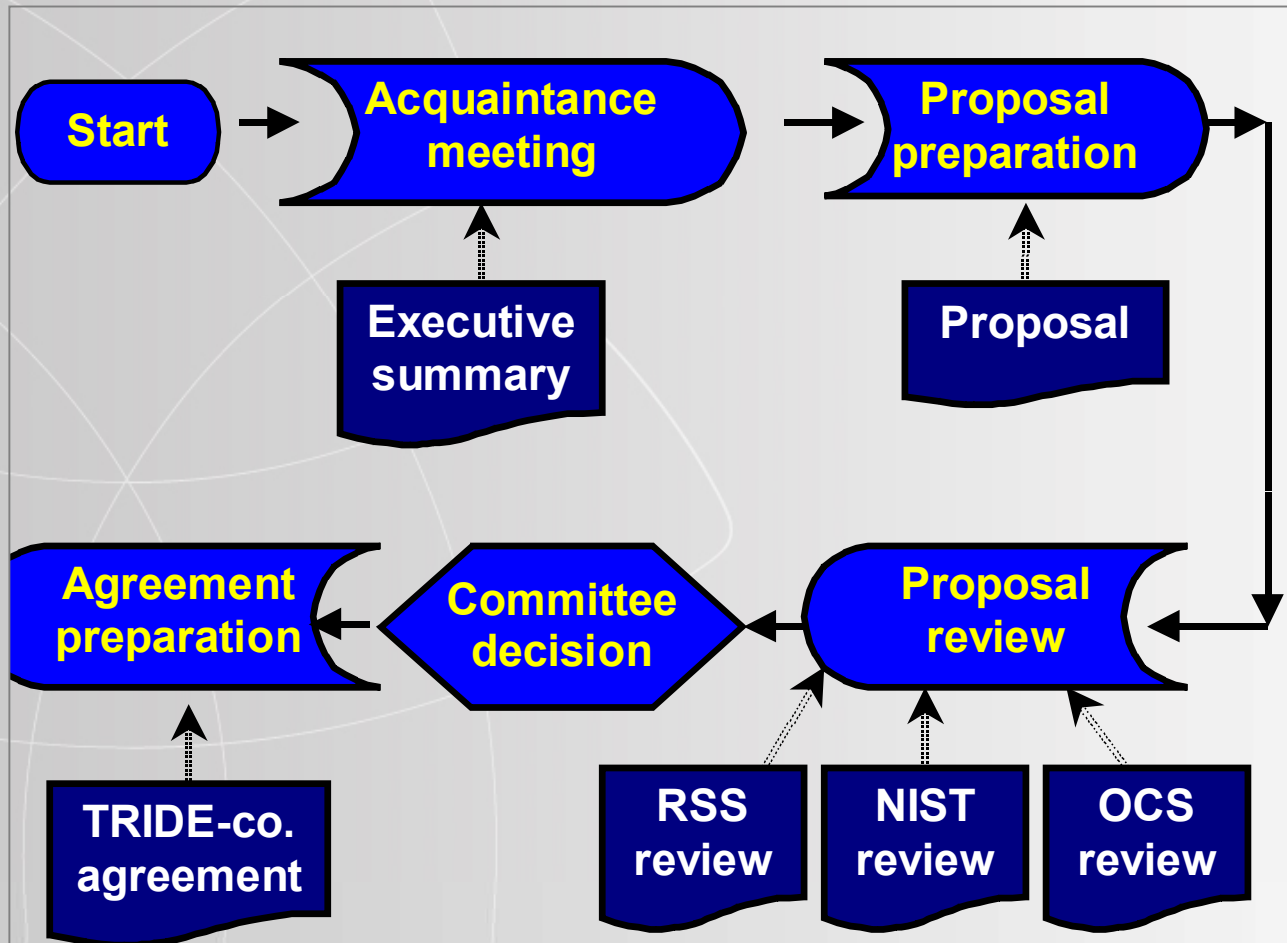 Start
Acquaintance
meeting
Proposal
preparation
Executive
summary
Proposal
Agreement
preparation
Committee
decision
Proposal
review
TRIDE-co.
agreement
RSS
review
NIST
review
OCS
review